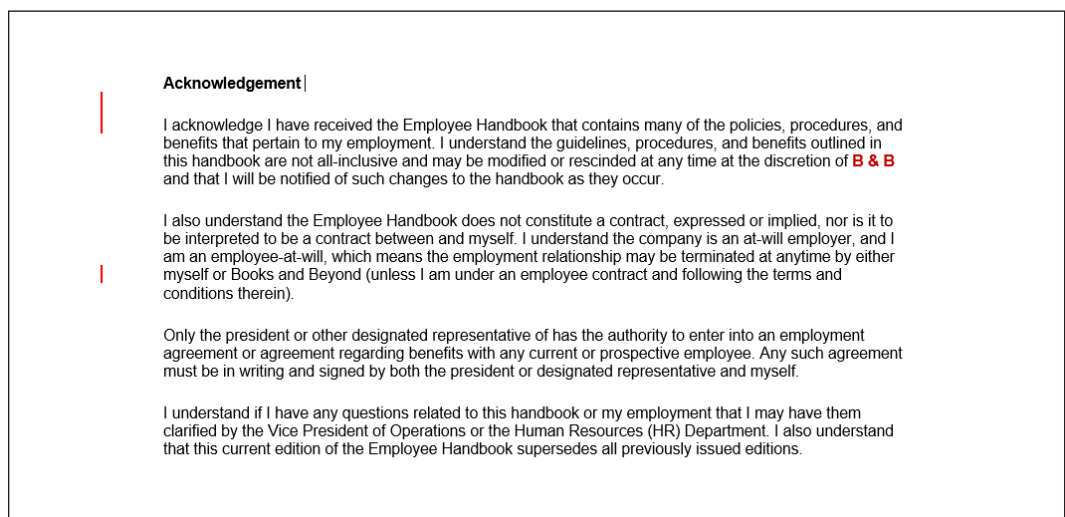 Acknowledgement
I acknowledge I have received the Employee Handbook that contains many of the policies, procedures, and
benefits that pertain to my employment. I understand the guidelines, procedures, and benefits outlined in
this handbook are not all-inclusive and may be modified or rescinded at any time at the discretion of B & B
and that I will be notified of such changes to the handbook as they occur.
I also understand the Employee Handbook does not constitute a contract, expressed or implied, nor is it to
be interpreted to be a contract between and myself. I understand the company is an at-will employer, and I
am an employee-at-will, which means the employment relationship may be terminated at anytime by either
myself or Books and Beyond (unless I am under an employee contract and following the terms and
conditions therein).
Only the president or other designated representative of has the authority to enter into an employment
agreement or agreement regarding benefits with any current or prospective employee. Any such agreement
must be in writing and signed by both the president or designated representative and myself.
I understand if I have any questions related to this handbook or my employment that I may have them
clarified by the Vice President of Operations or the Human Resources (HR) Department. I also understand
that this current edition of the Employee Handbook supersedes all previously issued editions.